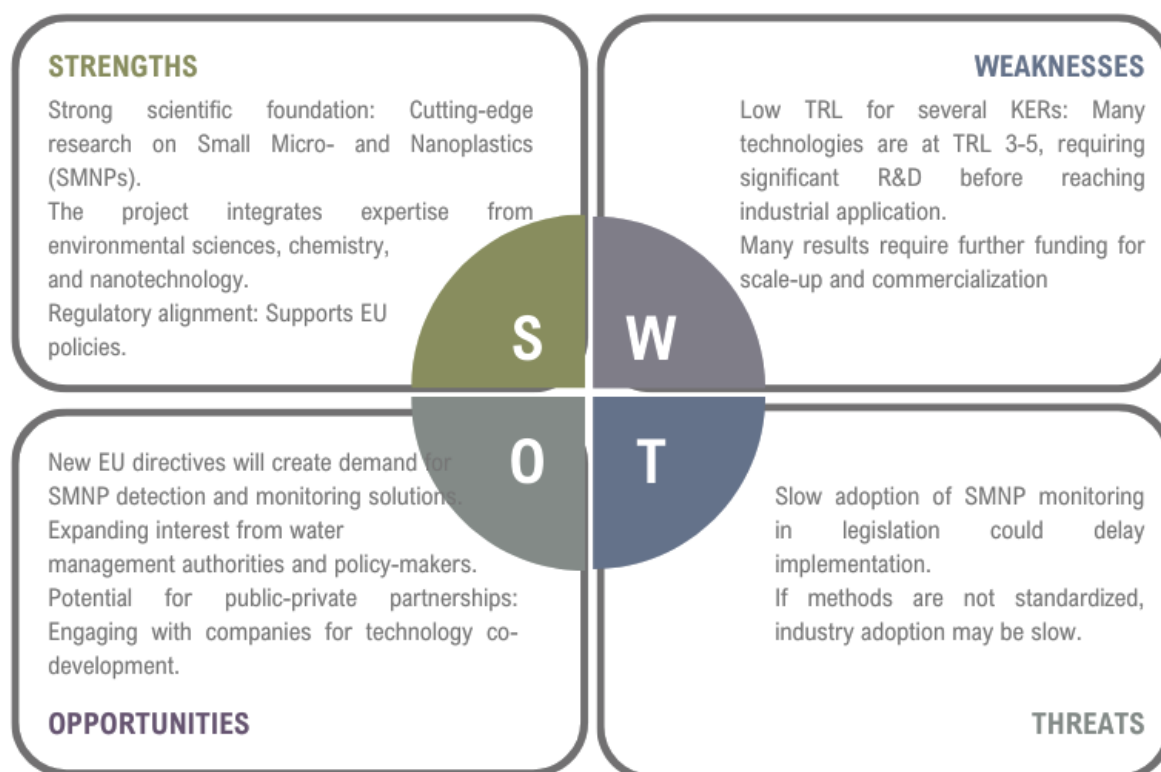 STRENGTHS
Strong scientific foundation: Cutting-edge
research on Small Micro- and Nanoplastics
(SMNPs).
The project integrates expertise from
environmental sciences, chemistry,
and nanotechnology.
Regulatory alignment: Supports EU
policies.
WEAKNESSES
Low TRL for several KERs: Many
technologies are at TRL 3-5, requiring
significant R&D before reaching
industrial application.
Many results require further funding for
scale-up and commercialization
S
W
O
T
New EU directives will create demand for
SMNP detection and monitoring solutions.
Expanding interest from water
management authorities and policy-makers.
Potential for public-private partnerships:
Engaging with companies for technology co-
development.
OPPORTUNITIES
Slow adoption of SMNP monitoring
in legislation could delay
implementation.
If methods are not standardized,
industry adoption may be slow.
THREATS